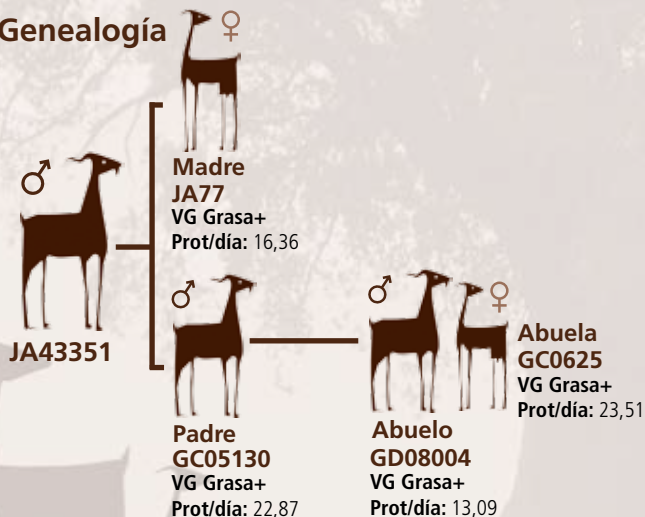 Genealogía
♀
Madre
JA77
VG Grasa+
Prot/día: 16,36
♂
JA43351
♂
Padre
GC05130
VG Grasa+
Prot/día: 22,87
♂
Abuelo
GD08004
VG Grasa+
Prot/día: 13,09
♀
Abuela
GC0625
VG Grasa+
Prot/día: 23,51